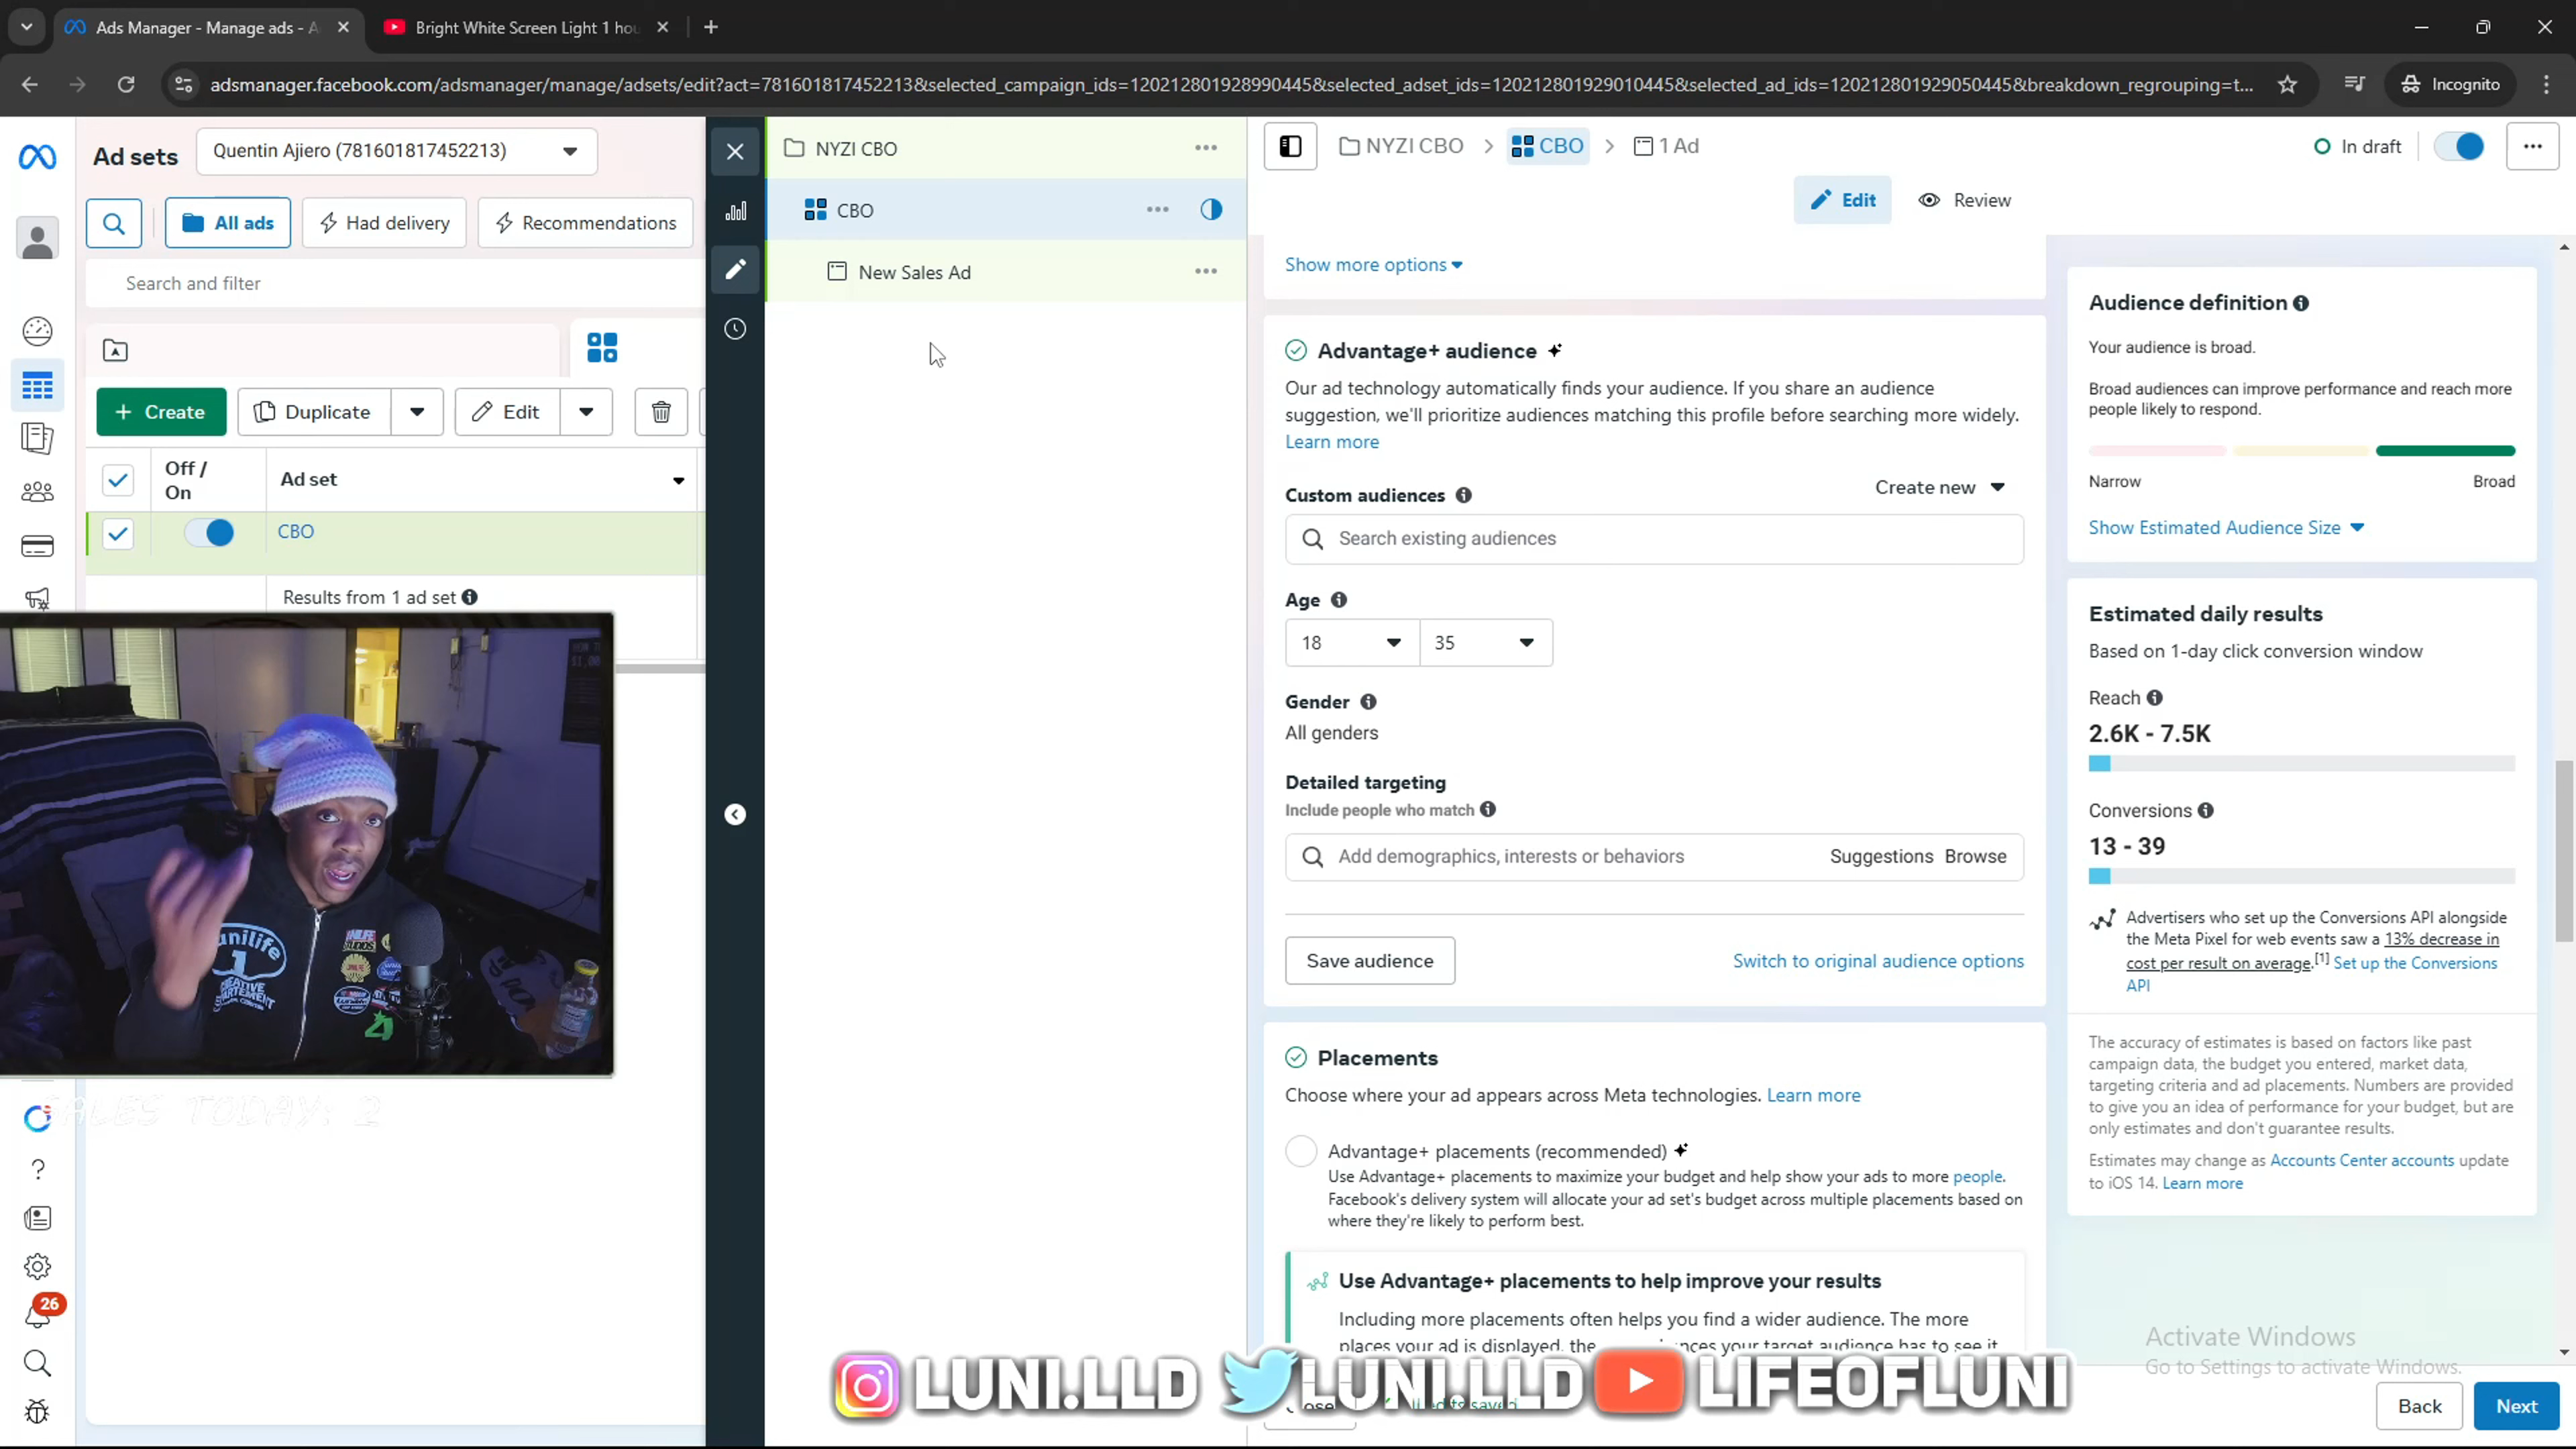 Ads Manager - Manage ads - A
Bright White Screen Light 1 hou
adsmanager.facebook.com/adsmanager/manage/adsets/edit?act=781601817452213&selected_campaign_ids=120212801928990445&selected_adset_ids=120212801929010445&selected_ad_ids=120212801929050445&breakdown_regrouping=t...
Incognito
Ad sets
Quentin Ajiero (781601817452213)
All ads
Had delivery
Recommendations
Search and filter
+ Create
Duplicate
Edit
Off / On
Ad set
CBO
Results from 1 ad set
SALES TODAY: 2
26
NYZI CBO
CBO
New Sales Ad
NYZI CBO
CBO
1 Ad
In draft
Edit
Review
Show more options
Advantage+ audience
Our ad technology automatically finds your audience. If you share an audience
suggestion, we'll prioritize audiences matching this profile before searching more widely.
Learn more
Custom audiences
Create new
Search existing audiences
Age
18
35
Gender
All genders
Detailed targeting
Include people who match
Add demographics, interests or behaviors
Suggestions
Browse
Save audience
Switch to original audience options
Placements
Choose where your ad appears across Meta technologies. Learn more
Advantage+ placements (recommended)
Use Advantage+ placements to maximize your budget and help show your ads to more people.
Facebook's delivery system will allocate your ad set's budget across multiple placements based on
where they're likely to perform best.
Use Advantage+ placements to help improve your results
Including more placements often helps you find a wider audience. The more
places your ad is displayed, the more your target audience has to see it
Audience definition
Your audience is broad.
Broad audiences can improve performance and reach more
people likely to respond.
Narrow
Broad
Show Estimated Audience Size
Estimated daily results
Based on 1-day click conversion window
Reach
2.6K - 7.5K
Conversions
13 - 39
Advertisers who set up the Conversions API alongside
the Meta Pixel for web events saw a 13% decrease in
cost per result on average.[1] Set up the Conversions
API
The accuracy of estimates is based on factors like past
campaign data, the budget you entered, market data,
targeting criteria and ad placements. Numbers are provided
to give you an idea of performance for your budget, but are
only estimates and don't guarantee results.
Estimates may change as Accounts Center accounts update
to iOS 14. Learn more
Activate Windows
Go to Settings to activate Windows.
Back
Next
LUNI.LLD
LUNI.LLD
LIFEOFLUNI